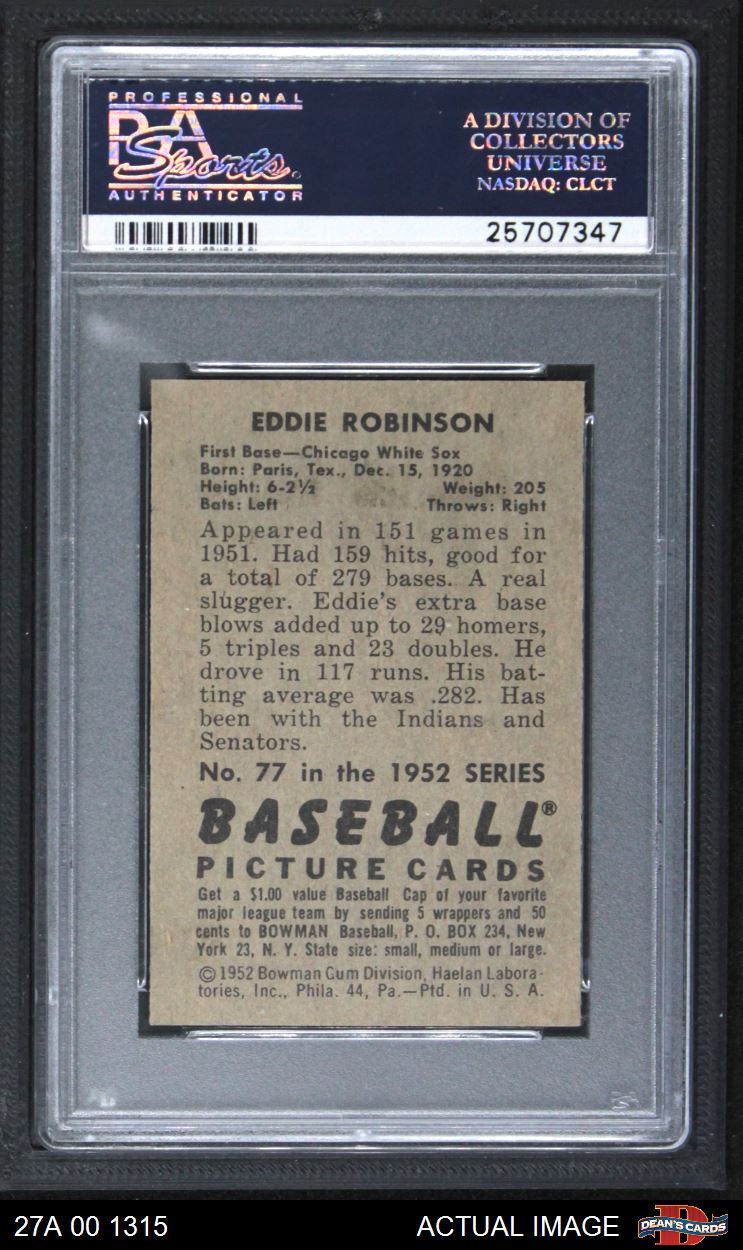 PROFESSIONAL
PSA
Sports
AUTHENTICATOR
A DIVISION OF
COLLECTORS
UNIVERSE
NASDAQ: CLCT
25707347
EDDIE ROBINSON
First Base—Chicago White Sox
Born: Paris, Tex., Dec. 15, 1920
Height: 6-2½ Weight: 205
Bats: Left Throws: Right
Appeared in 151 games in
1951. Had 159 hits, good for
a total of 279 bases. A real
slugger. Eddie's extra base
blows added up to 29 homers,
5 triples and 23 doubles. He
drove in 117 runs. His bat-
ting average was .282. Has
been with the Indians and
Senators.
No. 77 in the 1952 SERIES
BASEBALL®
PICTURE CARDS
Get a $1.00 value Baseball Cap of your favorite
major league team by sending 5 wrappers and 50
cents to BOWMAN Baseball, P. O. BOX 234, New
York 23, N. Y. State size: small, medium or large.
© 1952 Bowman Gum Division, Haelan Labora-
tories, Inc., Phila. 44, Pa.—Ptd. in U. S. A.
27A 00 1315 ACTUAL IMAGE
DEAN'S CARDS